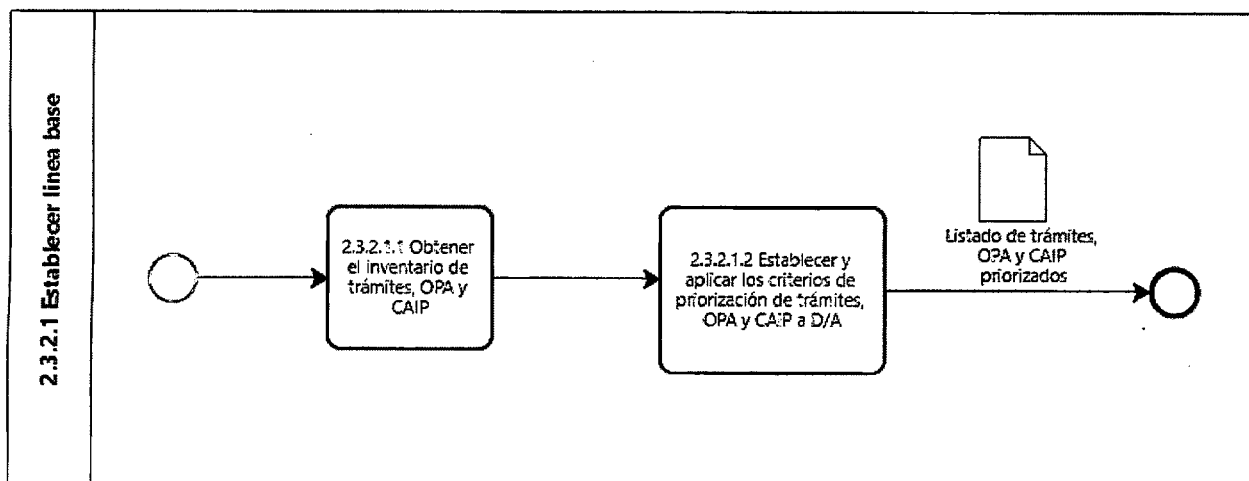 2.3.2.1 Establecer linea base
2.3.2.1.1 Obtener
el inventario de
trámites, OPA y
CAIP
2.3.2.1.2 Establecer y
aplicar los criterios de
priorización de trámites,
OPA y CAIP a D/A
Listado de trámites,
OPA y CAIP
priorizados